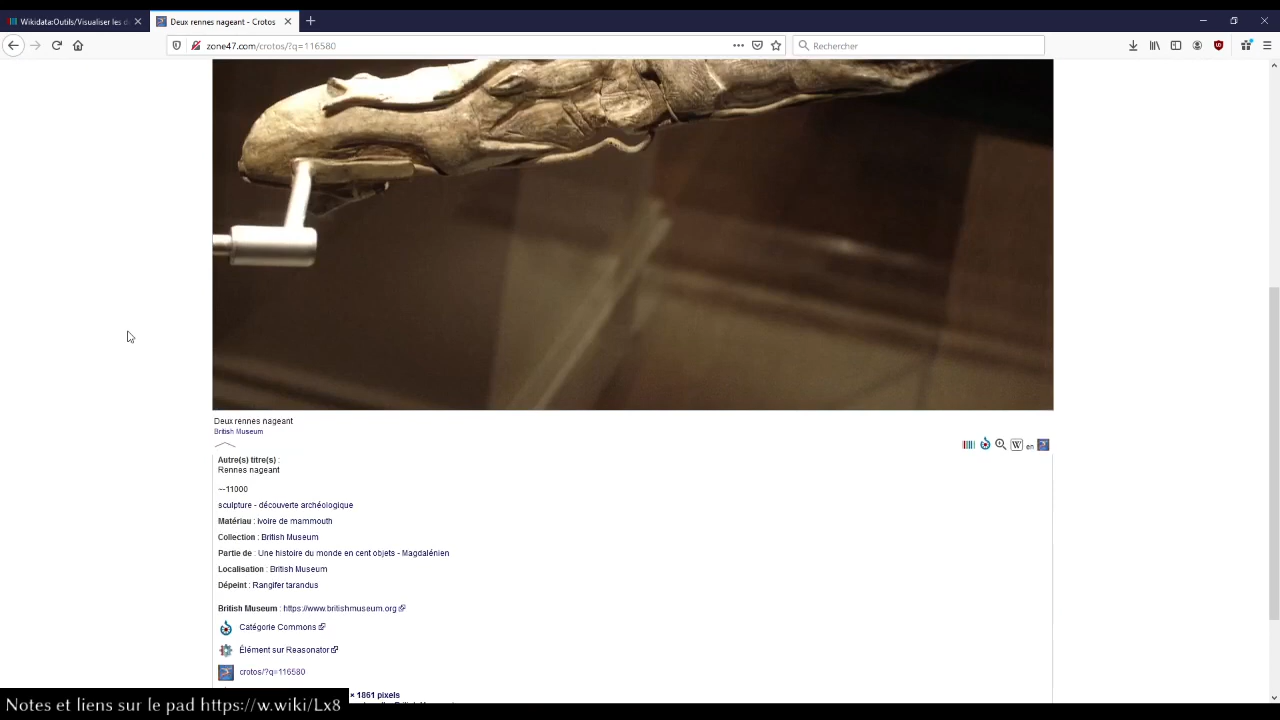 Wikidata:Outils/Visualiser les d
Deux rennes nageant - Crotos
zone47.com/crotos/?q=116580
Rechercher
Deux rennes nageant
British Museum
en
Autre(s) titre(s) :
Rennes nageant
~-11000
sculpture - découverte archéologique
Matériau : ivoire de mammouth
Collection : British Museum
Partie de : Une histoire du monde en cent objets - Magdalénien
Localisation : British Museum
Dépeint : Rangifer tarandus
British Museum : https://www.britishmuseum.org
Catégorie Commons
Élément sur Reasonator
crotos/?q=116580
× 1861 pixels
Notes et liens sur le pad https://w.wiki/Lx8